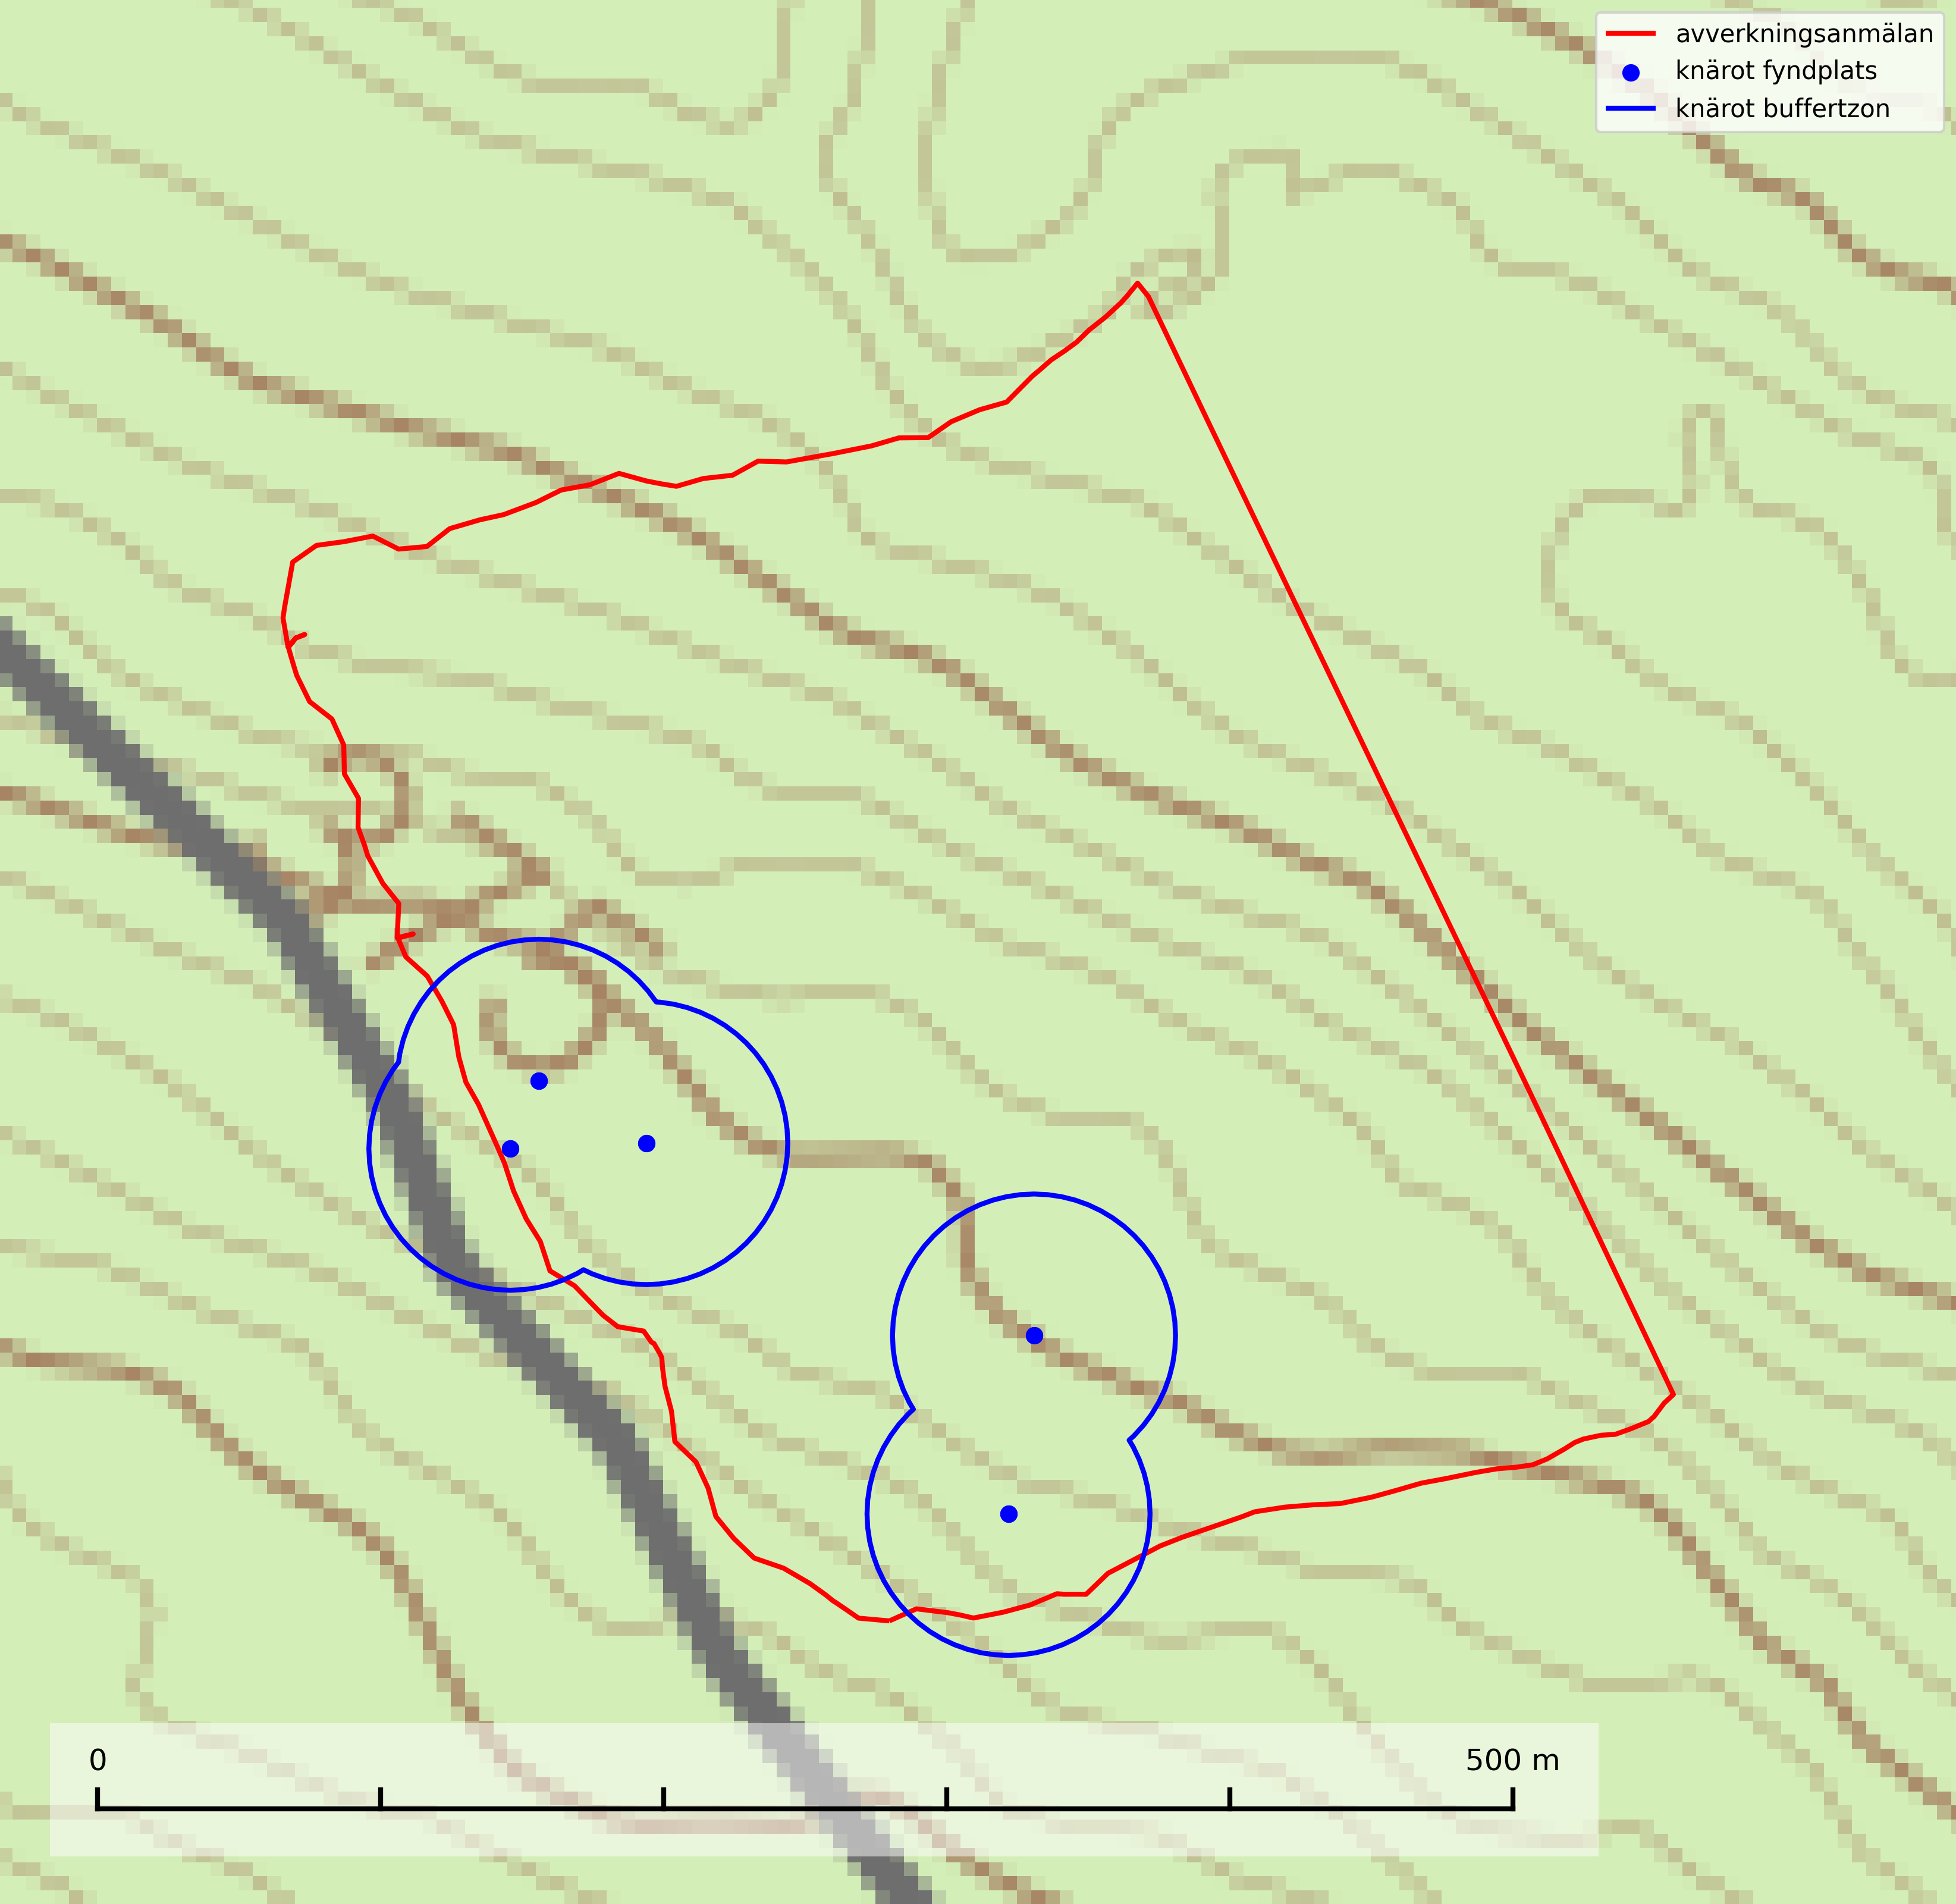 avverkningsanmälan
knärot fyndplats
knärot buffertzon
0 500 m